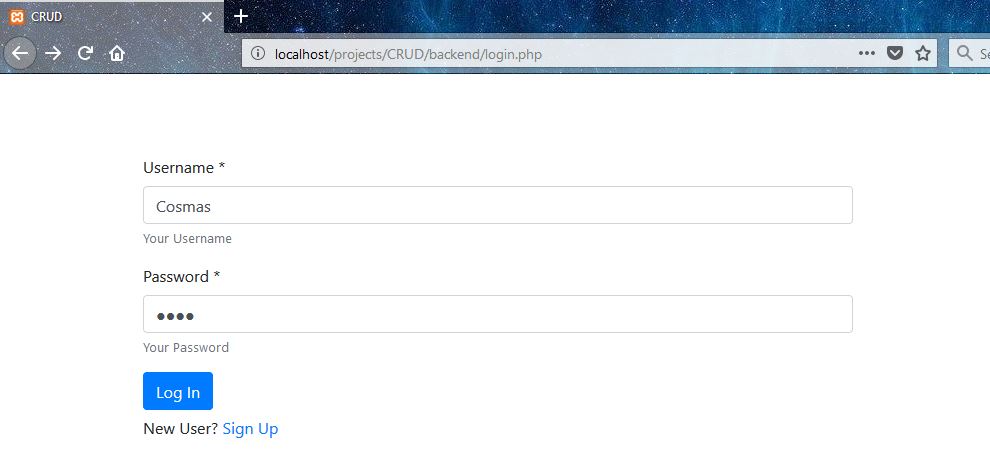 CRUD
localhost/projects/CRUD/backend/login.php
Se
Username *
Cosmas
Your Username
Password *
●●●●
Your Password
Log In
New User? Sign Up